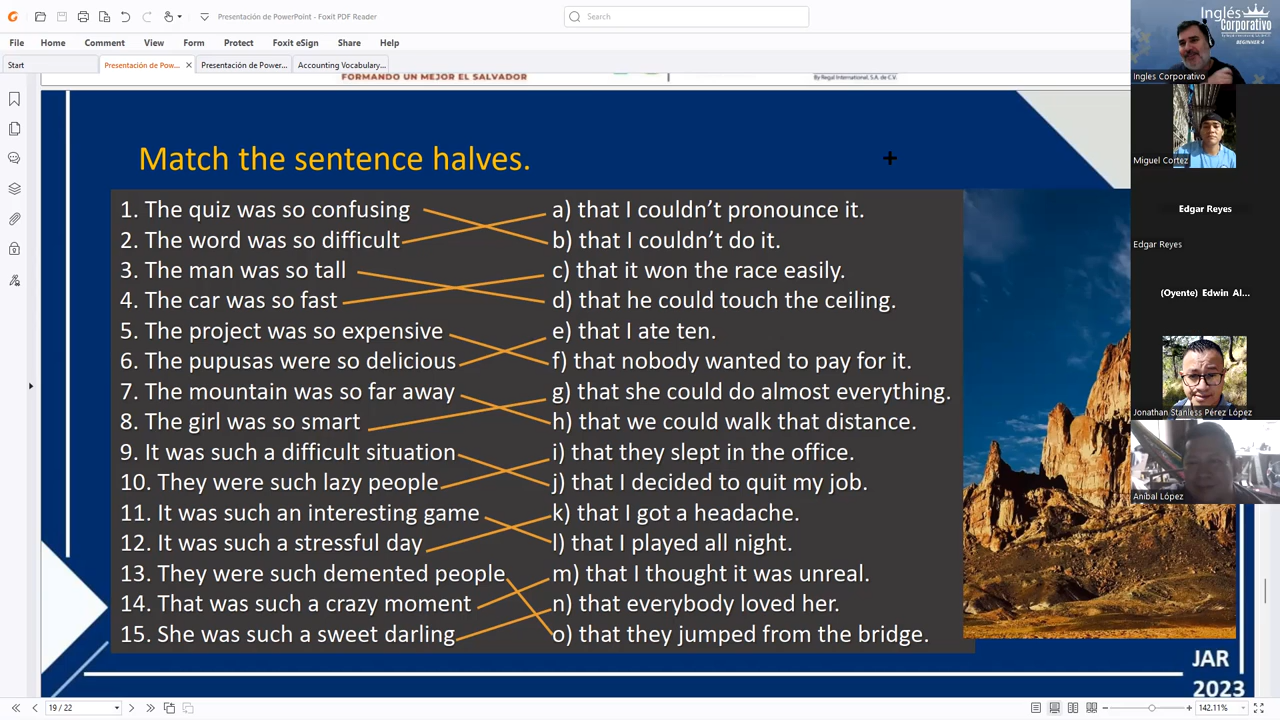 Presentación de PowerPoint - Foxit PDF Reader
Search
File Home Comment View Form Protect Foxit eSign Share Help
Start
Presentación de Pow...
Presentación de Power...
Accounting Vocabulary...
FORMANDO UN MEJOR EL SALVADOR
By Regal International, S.A. de C.V.
Match the sentence halves.
1. The quiz was so confusing
2. The word was so difficult
3. The man was so tall
4. The car was so fast
5. The project was so expensive
6. The pupusas were so delicious
7. The mountain was so far away
8. The girl was so smart
9. It was such a difficult situation
10. They were such lazy people
11. It was such an interesting game
12. It was such a stressful day
13. They were such demented people
14. That was such a crazy moment
15. She was such a sweet darling
a) that I couldn’t pronounce it.
b) that I couldn’t do it.
c) that it won the race easily.
d) that he could touch the ceiling.
e) that I ate ten.
f) that nobody wanted to pay for it.
g) that she could do almost everything.
h) that we could walk that distance.
i) that they slept in the office.
j) that I decided to quit my job.
k) that I got a headache.
l) that I played all night.
m) that I thought it was unreal.
n) that everybody loved her.
o) that they jumped from the bridge.
JAR
2023
Inglés
Corporativo
BEGINNER 4
Ingles Corporativo
Miguel Cortez
Edgar Reyes
Edgar Reyes
(Oyente) Edwin Al...
Jonathan Stanless Pérez López
Anibal López
19 / 22
142.11%